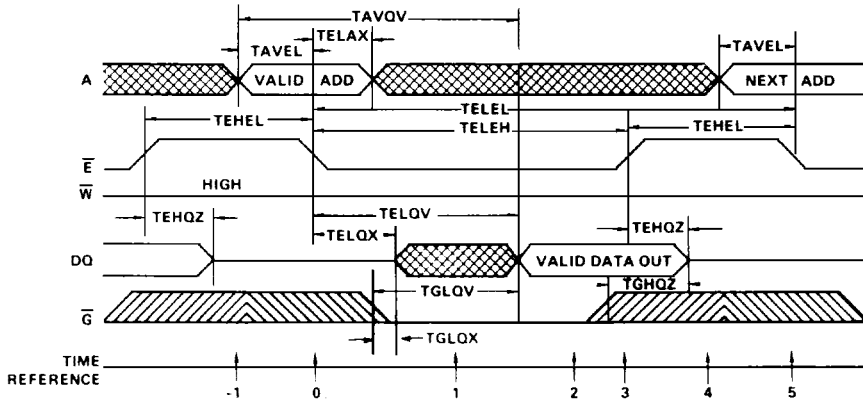 TAVQV
TAVEL TELAX TAVEL
A VALID ADD NEXT ADD
TELEL
TEHEL TELEH TEHEL
E
HIGH
W
TEHQZ TELQV TEHQZ
TELQX
DQ VALID DATA OUT
TGLQV TGHQZ
G
TGLQX
TIME
REFERENCE
-1 0 1 2 3 4 5